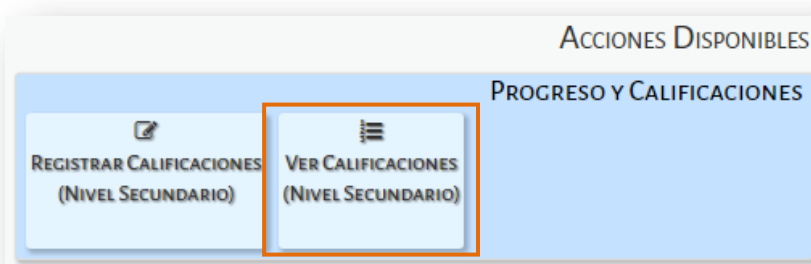 Acciones Disponibles
Progreso y Calificaciones
Registrar Calificaciones
(Nivel Secundario)
Ver Calificaciones
(Nivel Secundario)